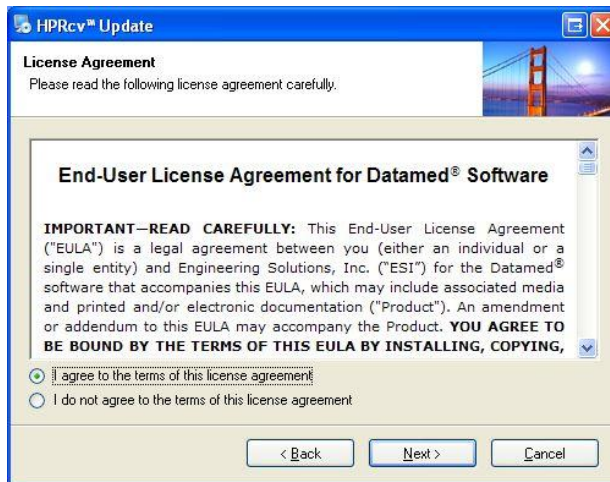 HPRcv™ Update
License Agreement
Please read the following license agreement carefully.
End-User License Agreement for Datamed® Software
IMPORTANT—READ CAREFULLY: This End-User License Agreement
("EULA") is a legal agreement between you (either an individual or a
single entity) and Engineering Solutions, Inc. ("ESI") for the Datamed®
software that accompanies this EULA, which may include associated media
and printed and/or electronic documentation ("Product"). An amendment
or addendum to this EULA may accompany the Product. YOU AGREE TO
BE BOUND BY THE TERMS OF THIS EULA BY INSTALLING, COPYING,
I agree to the terms of this license agreement
I do not agree to the terms of this license agreement
< Back Next > Cancel